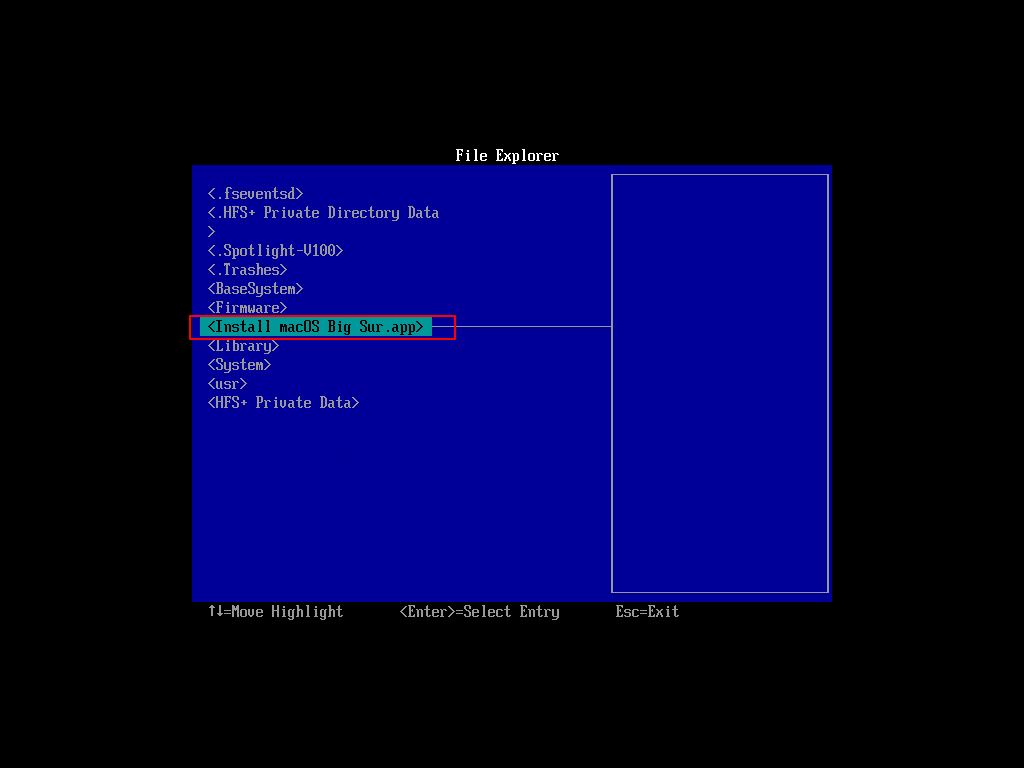 File Explorer
<.fseventsd>
<.HFS+ Private Directory Data
>
<.Spotlight-V100>
<.Trashes>
<BaseSystem>
<Firmware>
<Install macOS Big Sur.app>
<Library>
<System>
<usr>
<HFS+ Private Data>
↑↓=Move Highlight <Enter>=Select Entry Esc=Exit